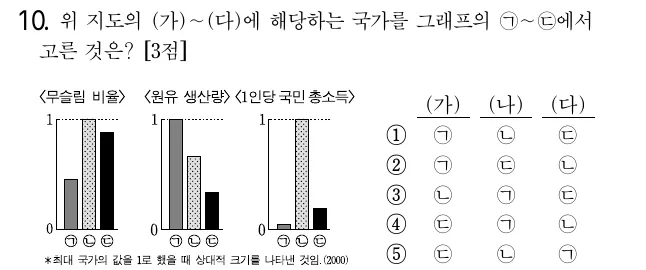 10. 위 지도의 (가)~(다)에 해당하는 국가를 그래프의 ㉠~㉢에서
고른 것은? [3점]
〈무슬림 비율〉 〈원유 생산량〉 〈1인당 국민 총소득〉
1 1 1
0 0 0
㉠ ㉡ ㉢ ㉠ ㉡ ㉢ ㉠ ㉡ ㉢
*최대 국가의 값을 1로 했을 때 상대적 크기를 나타낸 것임.(2000)
(가) (나) (다)
① ㉠ ㉡ ㉢
② ㉠ ㉢ ㉡
③ ㉡ ㉠ ㉢
④ ㉢ ㉠ ㉡
⑤ ㉢ ㉡ ㉠